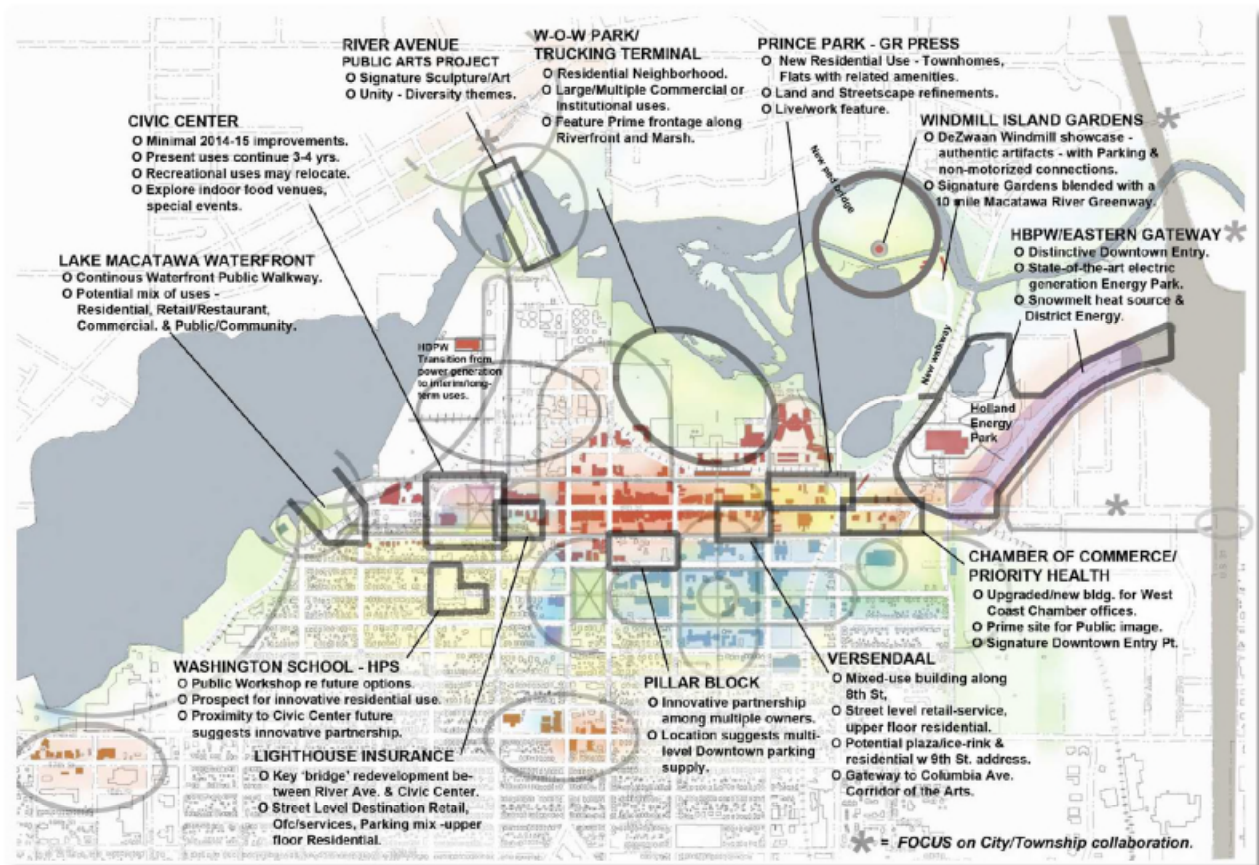 RIVER AVENUE
PUBLIC ARTS PROJECT
O Signature Sculpture/Art
O Unity - Diversity themes.
W-O-W PARK/
TRUCKING TERMINAL
O Residential Neighborhood.
O Large/Multiple Commercial or
Institutional uses.
O Feature Prime frontage along
Riverfront and Marsh.
PRINCE PARK - GR PRESS
O New Residential Use - Townhomes,
Flats with related amenities.
O Land and Streetscape refinements.
O Live/work feature.
CIVIC CENTER
O Minimal 2014-15 improvements.
O Present uses continue 3-4 yrs.
O Recreational uses may relocate.
O Explore indoor food venues,
special events.
WINDMILL ISLAND GARDENS
O DeZwaan Windmill showcase -
authentic artifacts - with Parking &
non-motorized connections.
O Signature Gardens blended with a
10 mile Macatawa River Greenway.
New ped bridge
HBPW/EASTERN GATEWAY
O Distinctive Downtown Entry.
O State-of-the-art electric
generation Energy Park.
O Snowmelt heat source &
District Energy.
LAKE MACATAWA WATERFRONT
O Continous Waterfront Public Walkway.
O Potential mix of uses -
Residential, Retail/Restaurant,
Commercial, & Public/Community.
HBPW
Transition from
power generation
to interim/long-
term uses.
New walkway
Holland
Energy
Park
CHAMBER OF COMMERCE/
PRIORITY HEALTH
O Upgraded/new bldg. for West
Coast Chamber offices.
O Prime site for Public image.
O Signature Downtown Entry Pt.
WASHINGTON SCHOOL - HPS
O Public Workshop re future options.
O Prospect for innovative residential use.
O Proximity to Civic Center future
suggests innovative partnership.
LIGHTHOUSE INSURANCE
O Key 'bridge' redevelopment be-
tween River Ave. & Civic Center.
O Street Level Destination Retail,
Ofc/services, Parking mix -upper
floor Residential.
PILLAR BLOCK
O Innovative partnership
among multiple owners.
O Location suggests multi-
level Downtown parking
supply.
VERSENDAAL
O Mixed-use building along
8th St,
O Street level retail-service,
upper floor residential.
O Potential plaza/ice-rink &
residential w 9th St. address.
O Gateway to Columbia Ave.
Corridor of the Arts.
* = FOCUS on City/Township collaboration.